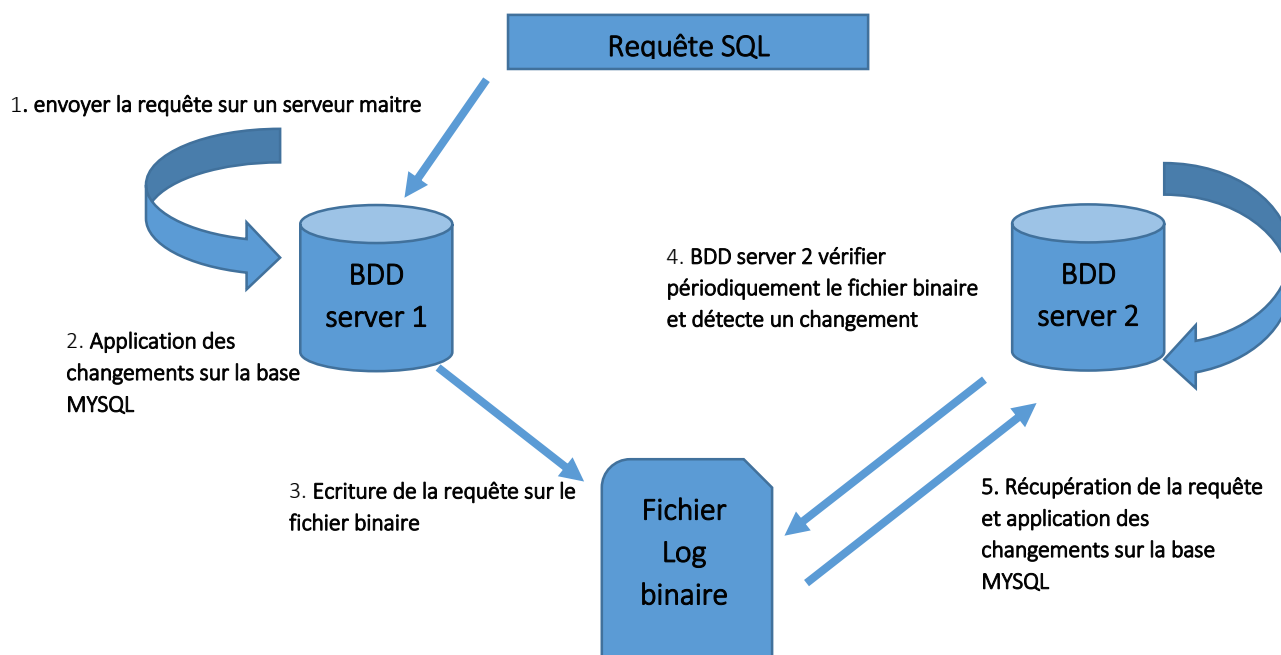 Requête SQL
1. envoyer la requête sur un serveur maitre
BDD
server 1
2. Application des
changements sur la base
MYSQL
3. Ecriture de la requête sur le
fichier binaire
Fichier
Log
binaire
4. BDD server 2 vérifier
périodiquement le fichier binaire
et détecte un changement
BDD
server 2
5. Récupération de la requête
et application des
changements sur la base
MYSQL